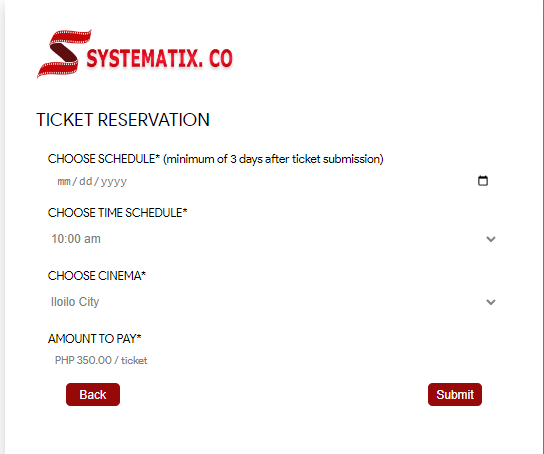 SYSTEMATIX. CO
TICKET RESERVATION
CHOOSE SCHEDULE* (minimum of 3 days after ticket submission)
mm/dd/yyyy
CHOOSE TIME SCHEDULE*
10:00 am
CHOOSE CINEMA*
Iloilo City
AMOUNT TO PAY*
PHP 350.00 / ticket
Back Submit